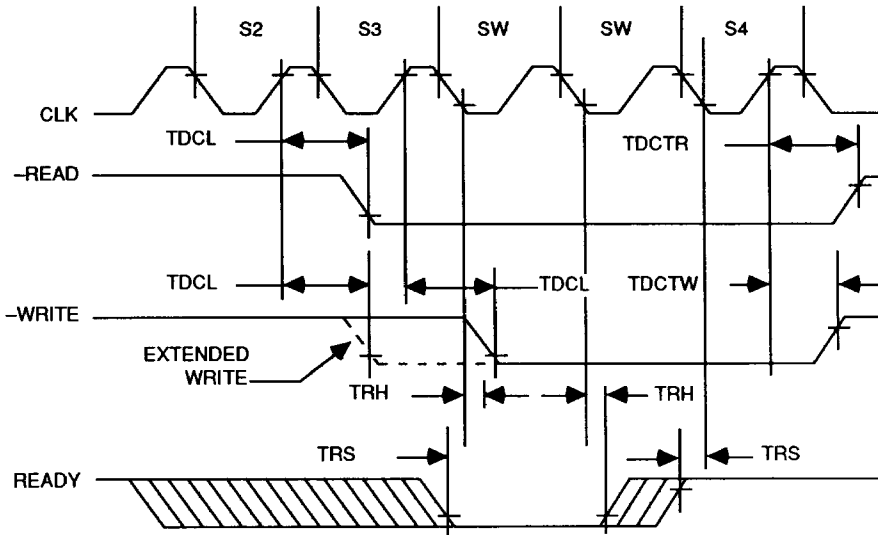 S2 S3 SW SW S4
CLK
TDCL TDCTR
–READ
TDCL TDCL TDCTW
–WRITE
EXTENDED
WRITE
TRH TRH
TRS TRS
READY